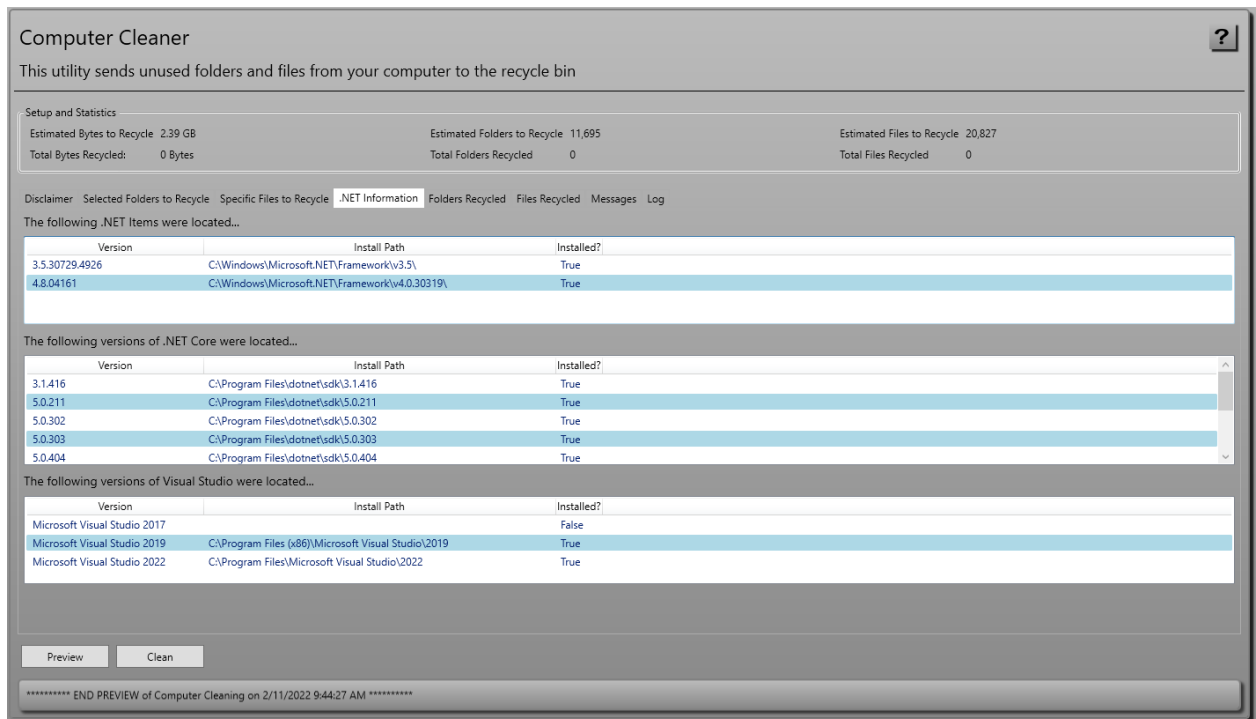 Computer Cleaner
?
This utility sends unused folders and files from your computer to the recycle bin
Setup and Statistics
Estimated Bytes to Recycle 2.39 GB Estimated Folders to Recycle 11,695 Estimated Files to Recycle 20,827
Total Bytes Recycled: 0 Bytes Total Folders Recycled 0 Total Files Recycled 0
Disclaimer Selected Folders to Recycle Specific Files to Recycle .NET Information Folders Recycled Files Recycled Messages Log
The following .NET Items were located...
Version Install Path Installed?
3.5.30729.4926 C:\Windows\Microsoft.NET\Framework\v3.5\ True
4.8.04161 C:\Windows\Microsoft.NET\Framework\v4.0.30319\ True
The following versions of .NET Core were located...
Version Install Path Installed?
3.1.416 C:\Program Files\dotnet\sdk\3.1.416 True
5.0.211 C:\Program Files\dotnet\sdk\5.0.211 True
5.0.302 C:\Program Files\dotnet\sdk\5.0.302 True
5.0.303 C:\Program Files\dotnet\sdk\5.0.303 True
5.0.404 C:\Program Files\dotnet\sdk\5.0.404 True
The following versions of Visual Studio were located...
Version Install Path Installed?
Microsoft Visual Studio 2017 False
Microsoft Visual Studio 2019 C:\Program Files (x86)\Microsoft Visual Studio\2019 True
Microsoft Visual Studio 2022 C:\Program Files\Microsoft Visual Studio\2022 True
Preview Clean
********** END PREVIEW of Computer Cleaning on 2/11/2022 9:44:27 AM **********